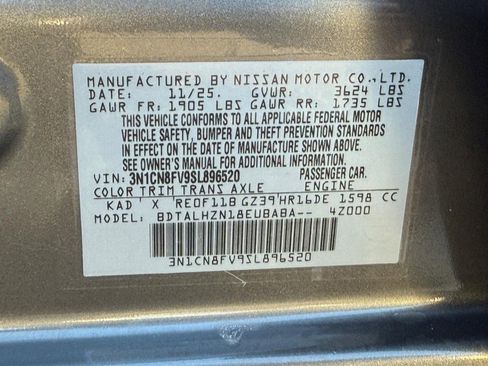 MANUFACTURED BY NISSAN MOTOR CO., LTD.
DATE: 11/25. GVWR: 3624 LBS
GAWR FR: 1905 LBS GAWR RR: 1735 LBS
THIS VEHICLE CONFORMS TO ALL APPLICABLE FEDERAL MOTOR
VEHICLE SAFETY, BUMPER AND THEFT PREVENTION STANDARDS
IN EFFECT ON THE DATE OF MANUFACTURE SHOWN ABOVE.
SEE OWNER'S MANUAL FOR ADDITIONAL INFORMATION.
VIN: 3N1CN8FV9SL896520 PASSENGER CAR.
COLOR TRIM TRANS AXLE ENGINE
KAD X RE0F11B GZ39 HR16DE 1598 CC
MODEL: BDTALHZN18EUBABA-- 4Z000
3N1CN8FV9SL896520